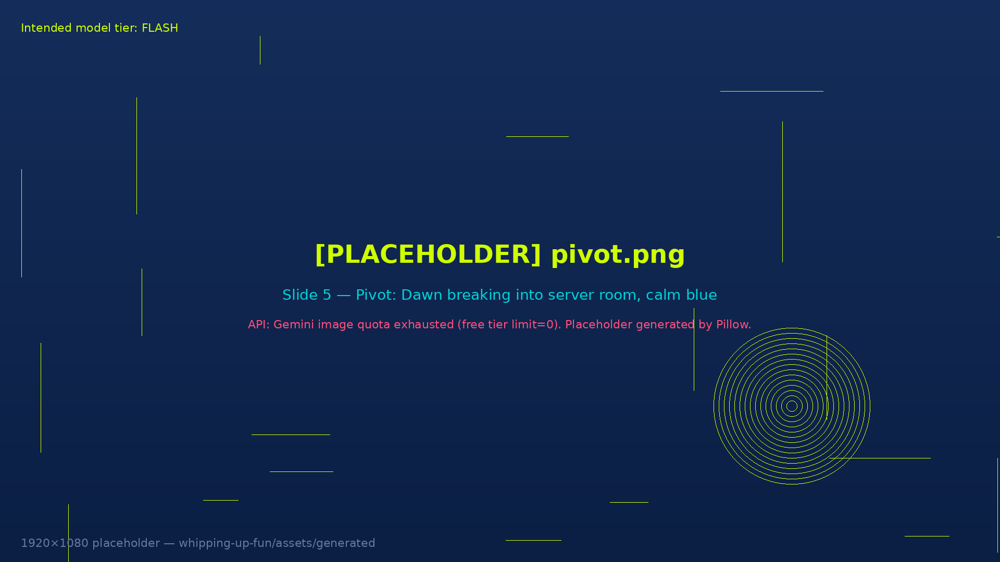 Intended model tier: FLASH
[PLACEHOLDER] pivot.png
Slide 5 — Pivot: Dawn breaking into server room, calm blue
API: Gemini image quota exhausted (free tier limit=0). Placeholder generated by Pillow.
1920×1080 placeholder — whipping-up-fun/assets/generated